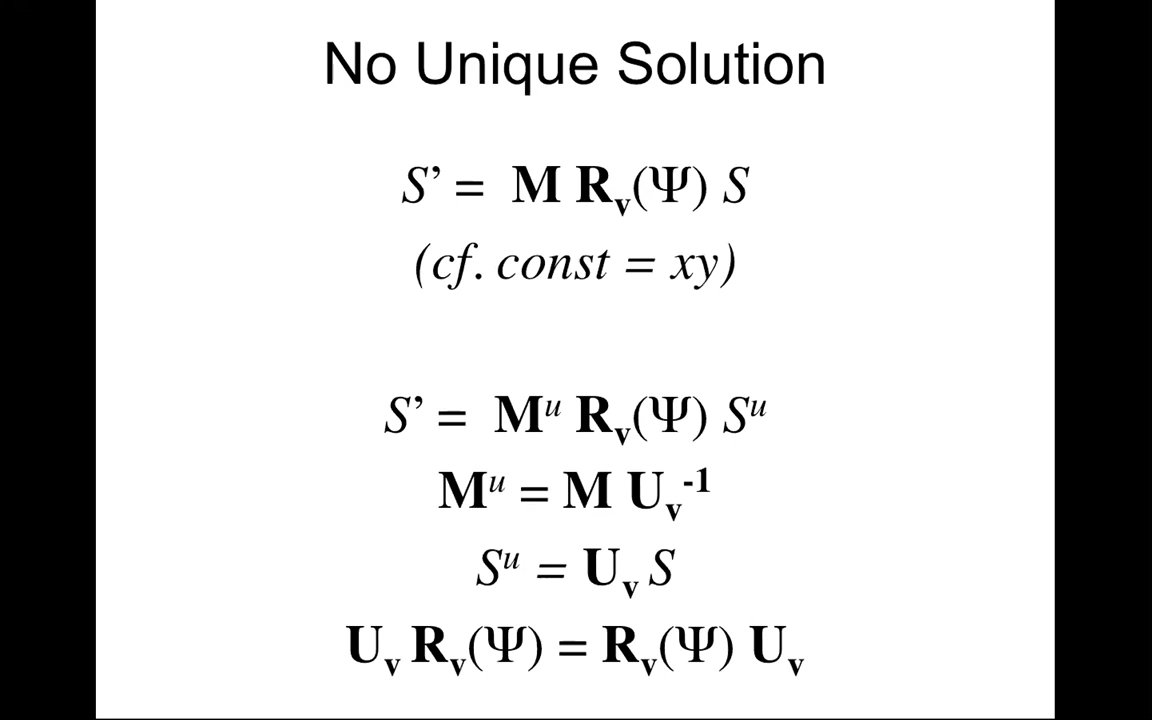 No Unique Solution
S’ = M R_v(Ψ) S
(cf. const = xy)
S’ = M^u R_v(Ψ) S^u
M^u = M U_v^-1
S^u = U_v S
U_v R_v(Ψ) = R_v(Ψ) U_v